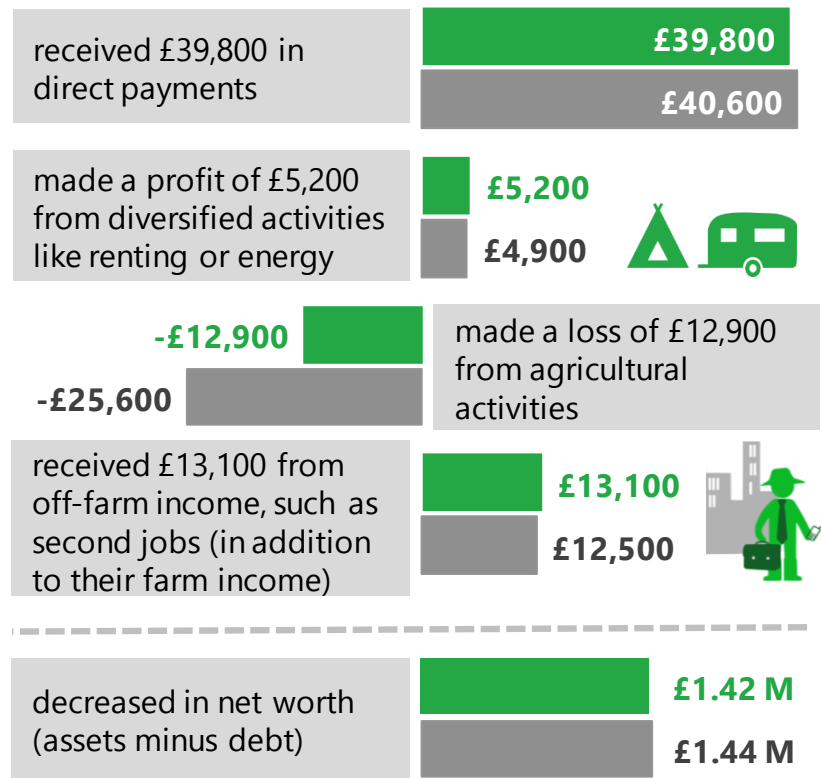 received £39,800 in
direct payments
£39,800
£40,600
made a profit of £5,200
from diversified activities
like renting or energy
£5,200
£4,900
-£12,900
-£25,600
made a loss of £12,900
from agricultural
activities
received £13,100 from
off-farm income, such as
second jobs (in addition
to their farm income)
£13,100
£12,500
decreased in net worth
(assets minus debt)
£1.42 M
£1.44 M